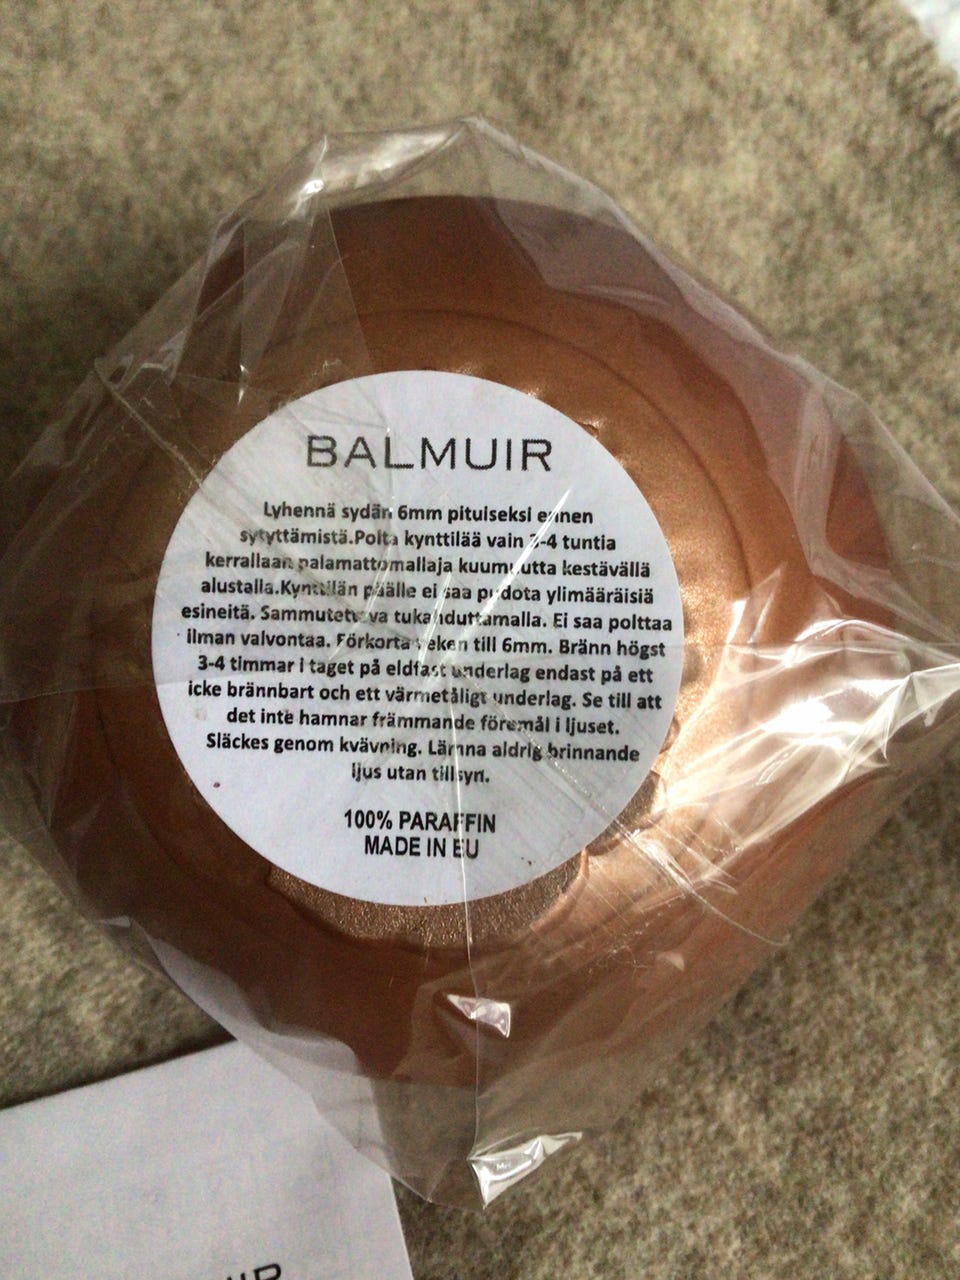 BALMUIR
Lyhennä sydän 6mm pituiseksi ennen
sytyttämistä.Polta kynttilää vain 3-4 tuntia
kerrallaan palamattomallaja kuumuutta kestävällä
alustalla.Kynttilän päälle ei saa pudota ylimääräisiä
esineitä. Sammutettava tukahduttamalla. Ei saa polttaa
ilman valvontaa. Förkorta veken till 6mm. Bränn högst
3-4 timmar i taget på eldfast underlag endast på ett
icke brännbart och ett värmetåligt underlag. Se till att
det inte hamnar främmande föremål i ljuset.
Släckes genom kvävning. Lämna aldrig brinnande
ljus utan tillsyn.
100% PARAFFIN
MADE IN EU